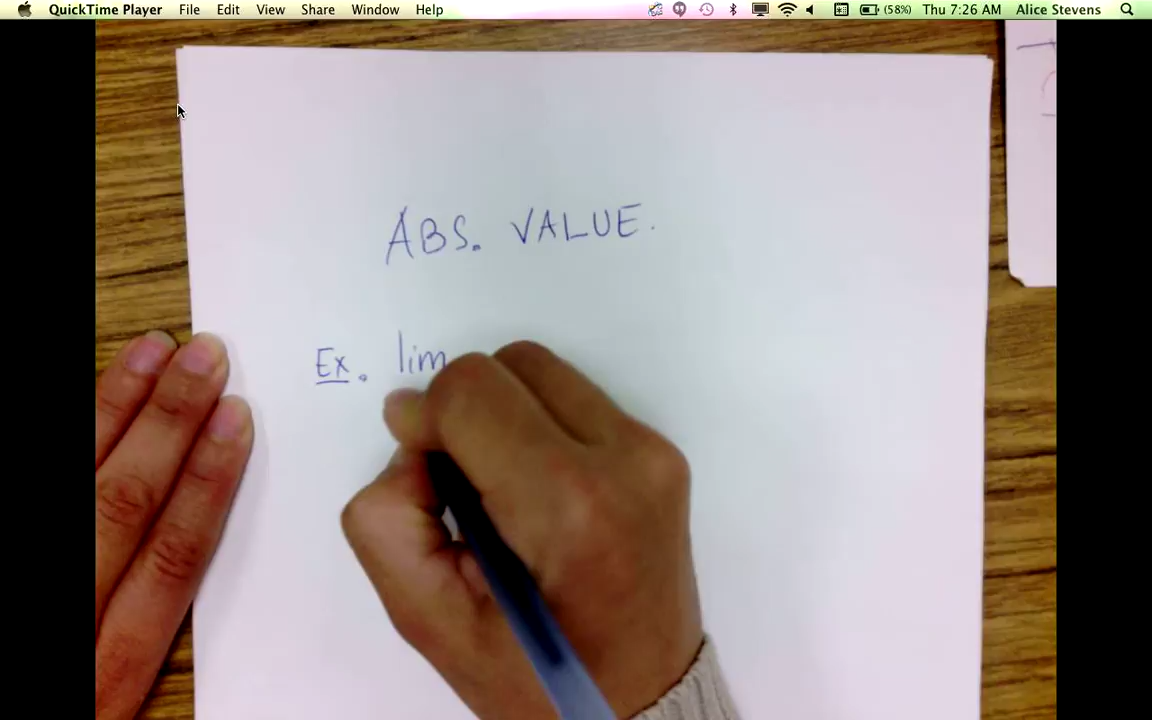 QuickTime Player File Edit View Share Window Help (58%) Thu 7:26 AM Alice Stevens
ABS. VALUE.
Ex. lim